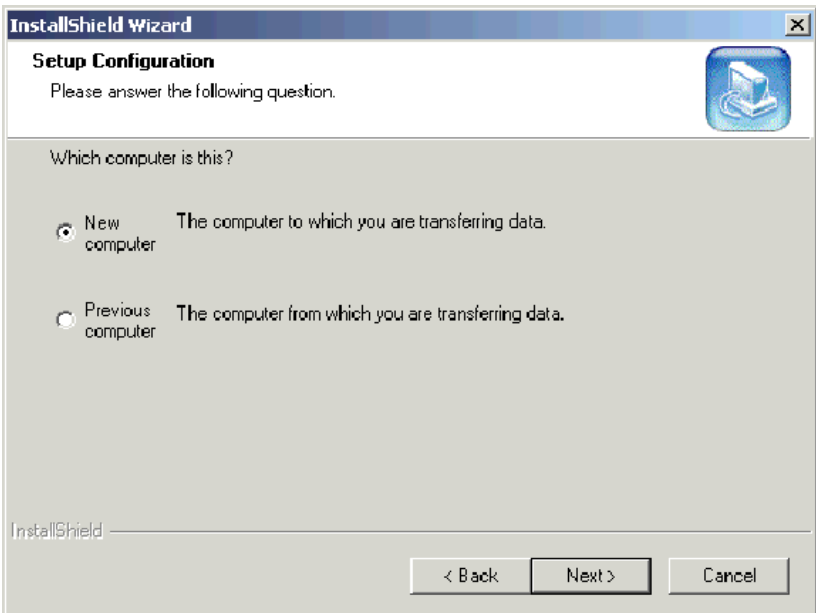 InstallShield Wizard
Setup Configuration
Please answer the following question.
Which computer is this?
New computer
The computer to which you are transferring data.
Previous computer
The computer from which you are transferring data.
InstallShield
< Back
Next >
Cancel